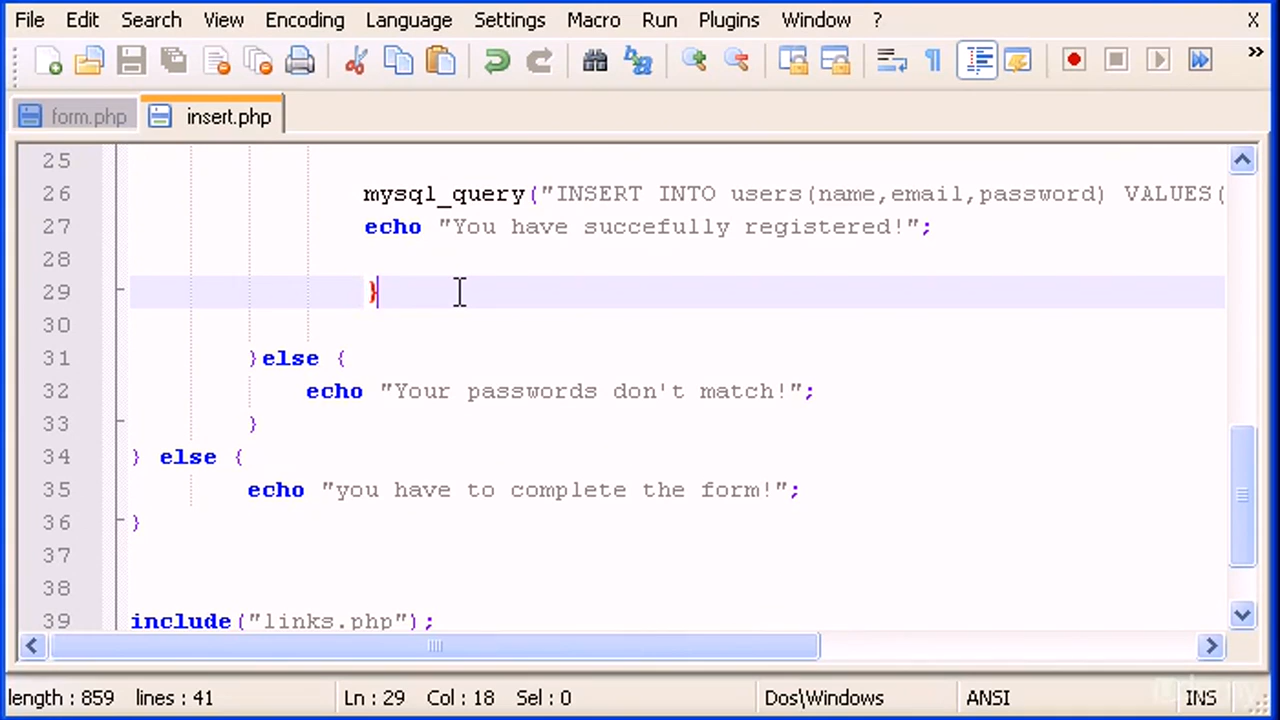 File Edit Search View Encoding Language Settings Macro Run Plugins Window ? X
form.php insert.php
25
26 mysql_query("INSERT INTO users(name,email,password) VALUES(
27 echo "You have succefully registered!";
28
29 }
30
31 }else {
32 echo "Your passwords don't match!";
33 }
34 } else {
35 echo "you have to complete the form!";
36 }
37
38
39 include("links.php");
length : 859 lines : 41 Ln : 29 Col : 18 Sel : 0 Dos\Windows ANSI INS